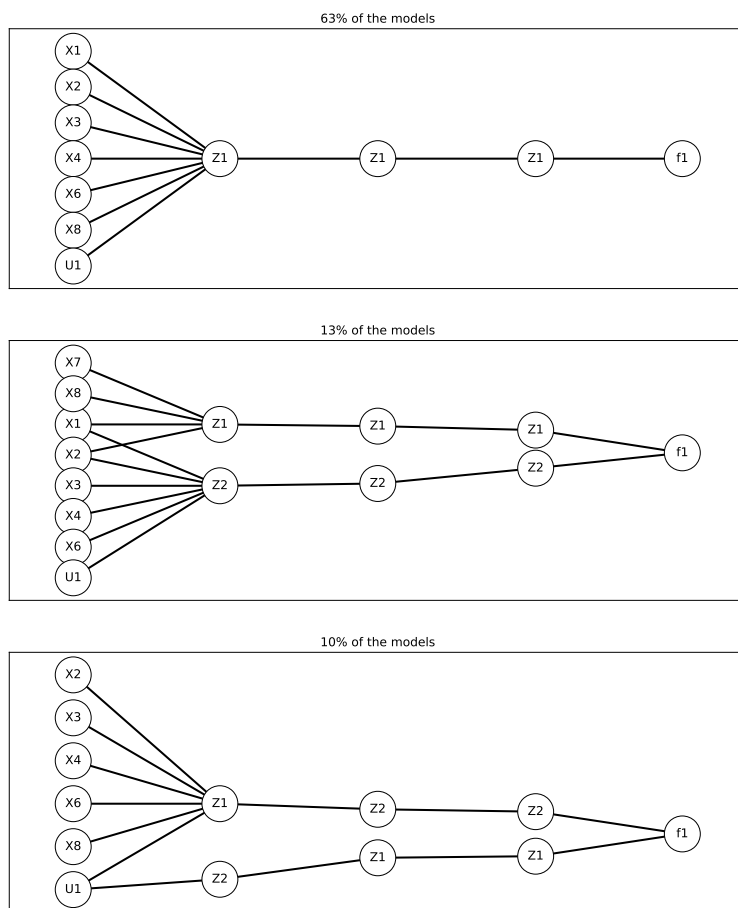 63% of the models
X1
X2
X3
X4
X6
X8
U1
Z1
Z1
Z1
f1
13% of the models
X7
X8
X1
X2
X3
X4
X6
U1
Z1
Z2
Z1
Z2
Z1
Z2
f1
10% of the models
X2
X3
X4
X6
X8
U1
Z1
Z2
Z2
Z1
Z2
Z1
f1